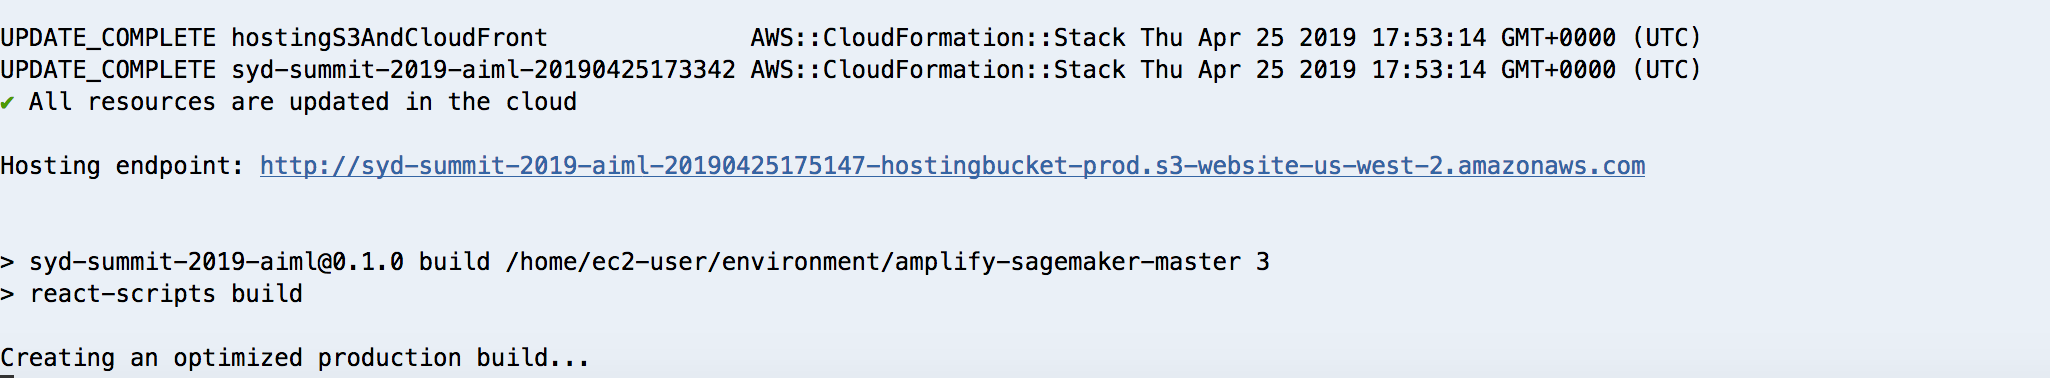 UPDATE_COMPLETE hostingS3AndCloudFront              AWS::CloudFormation::Stack Thu Apr 25 2019 17:53:14 GMT+0000 (UTC)
UPDATE_COMPLETE syd-summit-2019-aiml-20190425173342 AWS::CloudFormation::Stack Thu Apr 25 2019 17:53:14 GMT+0000 (UTC)
✔ All resources are updated in the cloud
Hosting endpoint: http://syd-summit-2019-aiml-20190425175147-hostingbucket-prod.s3-website-us-west-2.amazonaws.com
> syd-summit-2019-aiml@0.1.0 build /home/ec2-user/environment/amplify-sagemaker-master 3
> react-scripts build
Creating an optimized production build...